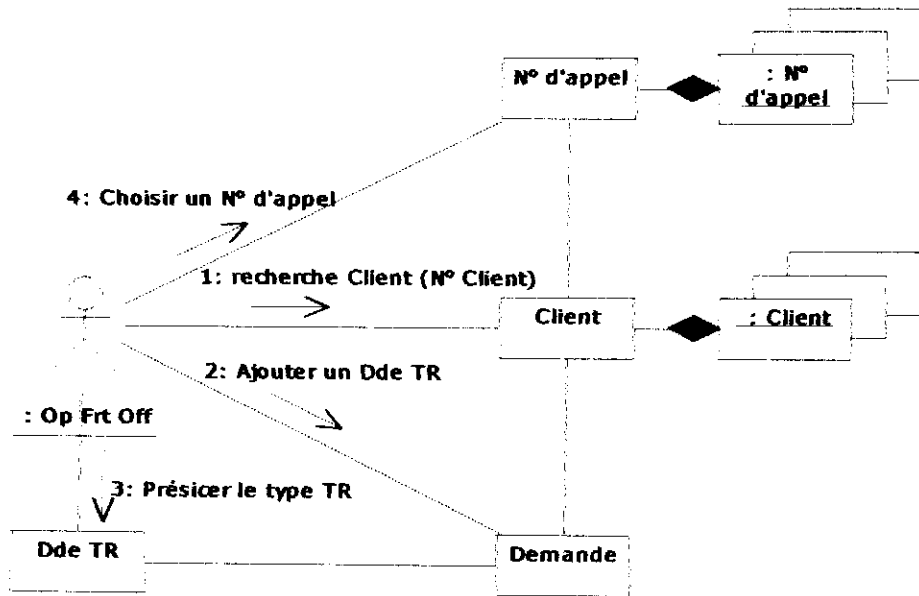 N° d'appel
: N°
d'appel
4: Choisir un N° d'appel
1: recherche Client (N° Client)
Client
: Client
2: Ajouter un Dde TR
: Op Frt Off
3: Présicer le type TR
Dde TR
Demande